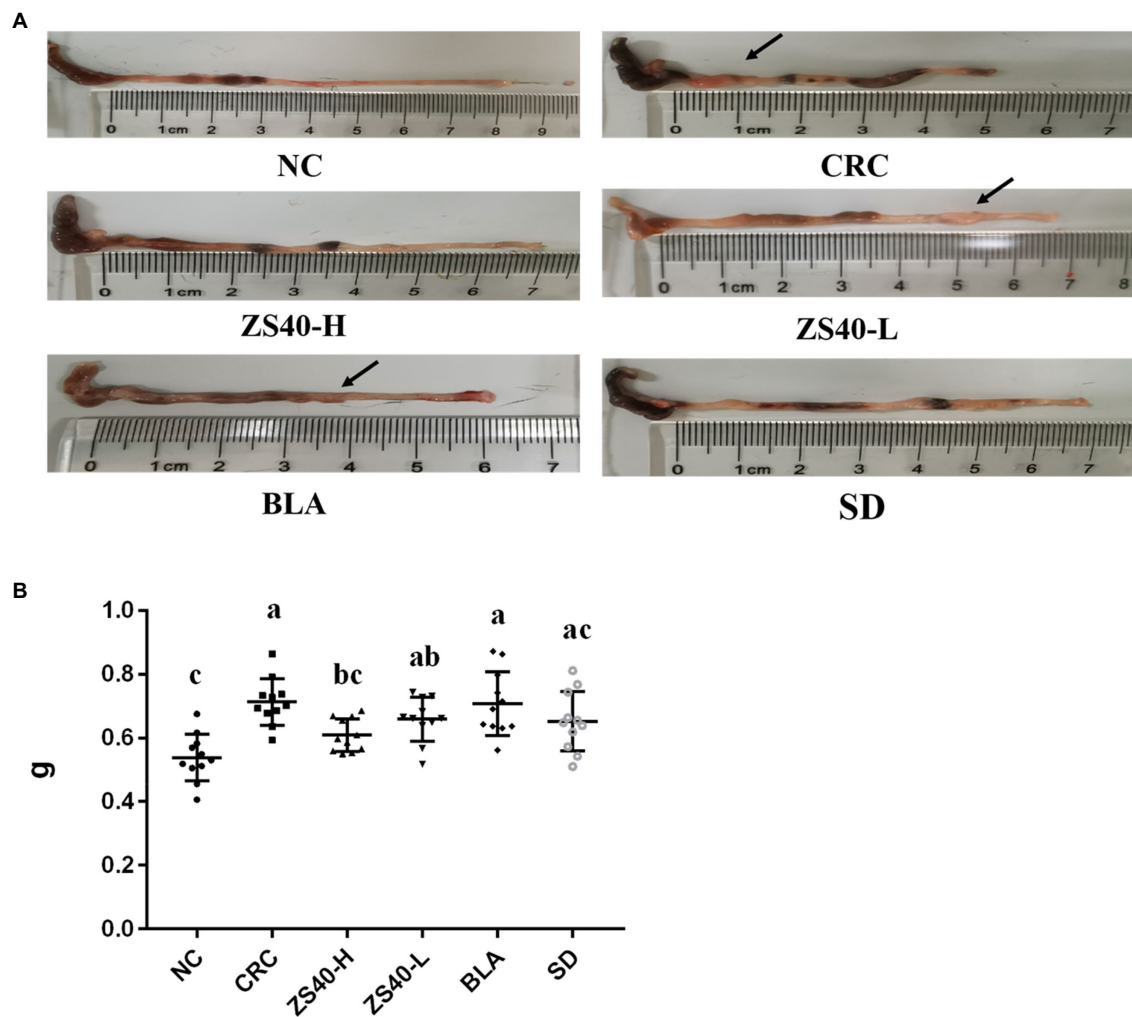 A
0 1cm 2 3 4 5 6 7 8 9
NC
0 1cm 2 3 4 5 6 7
CRC
0 1cm 2 3 4 5 6 7
ZS40-H
0 1cm 2 3 4 5 6 7 8
ZS40-L
0 1cm 2 3 4 5 6 7
BLA
0 1cm 2 3 4 5 6 7
SD
B
1.0
0.8
0.6
0.4
0.2
0.0
g
c
a
bc
ab
a
ac
NC
CRC
ZS40-H
ZS40-L
BLA
SD